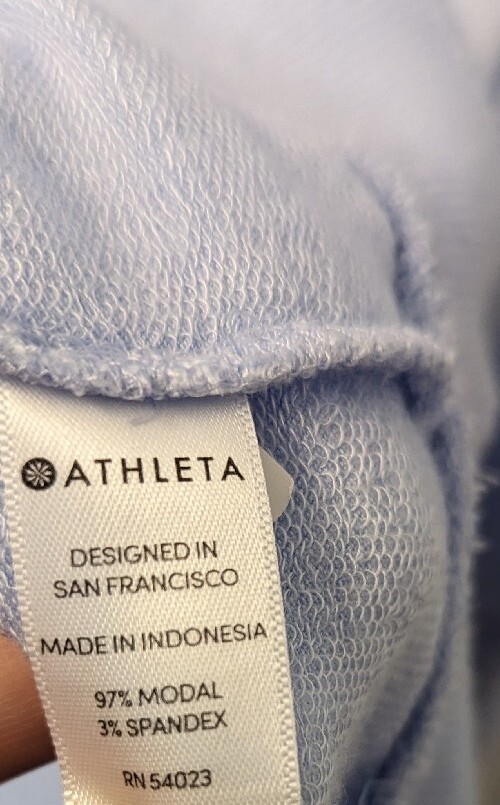 ATHLETA
DESIGNED IN
SAN FRANCISCO
MADE IN INDONESIA
97% MODAL
3% SPANDEX
RN 54023